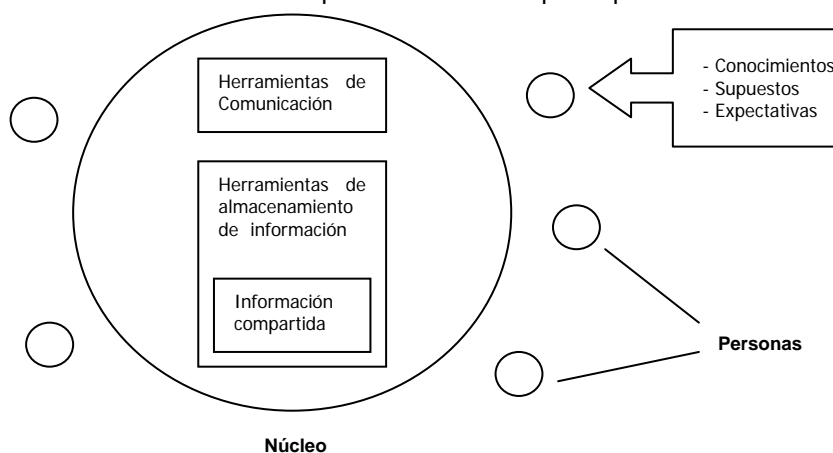 Herramientas de
Comunicación
Herramientas de
almacenamiento
de información
Información
compartida
- Conocimientos
- Supuestos
- Expectativas
Personas
Núcleo